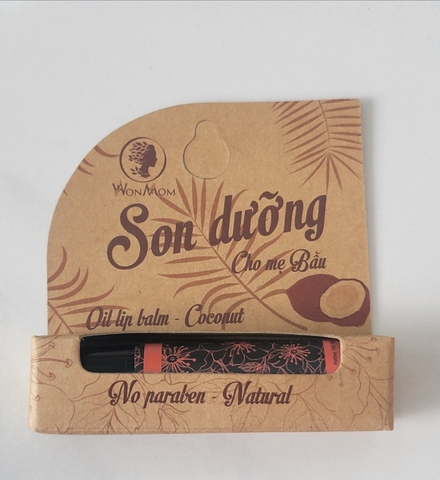 WONMOM
Son dưỡng
Cho mẹ Bầu
Oil lip balm - Coconut
No paraben - Natural